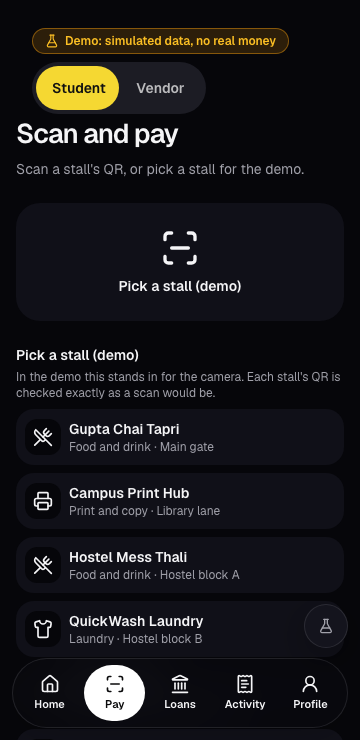 Demo: simulated data, no real money
Student
Vendor
Scan and pay
Scan a stall's QR, or pick a stall for the demo.
Pick a stall (demo)
Pick a stall (demo)
In the demo this stands in for the camera. Each stall's QR is
checked exactly as a scan would be.
Gupta Chai Tapri
Food and drink · Main gate
Campus Print Hub
Print and copy · Library lane
Hostel Mess Thali
Food and drink · Hostel block A
QuickWash Laundry
Laundry · Hostel block B
Home
Pay
Loans
Activity
Profile